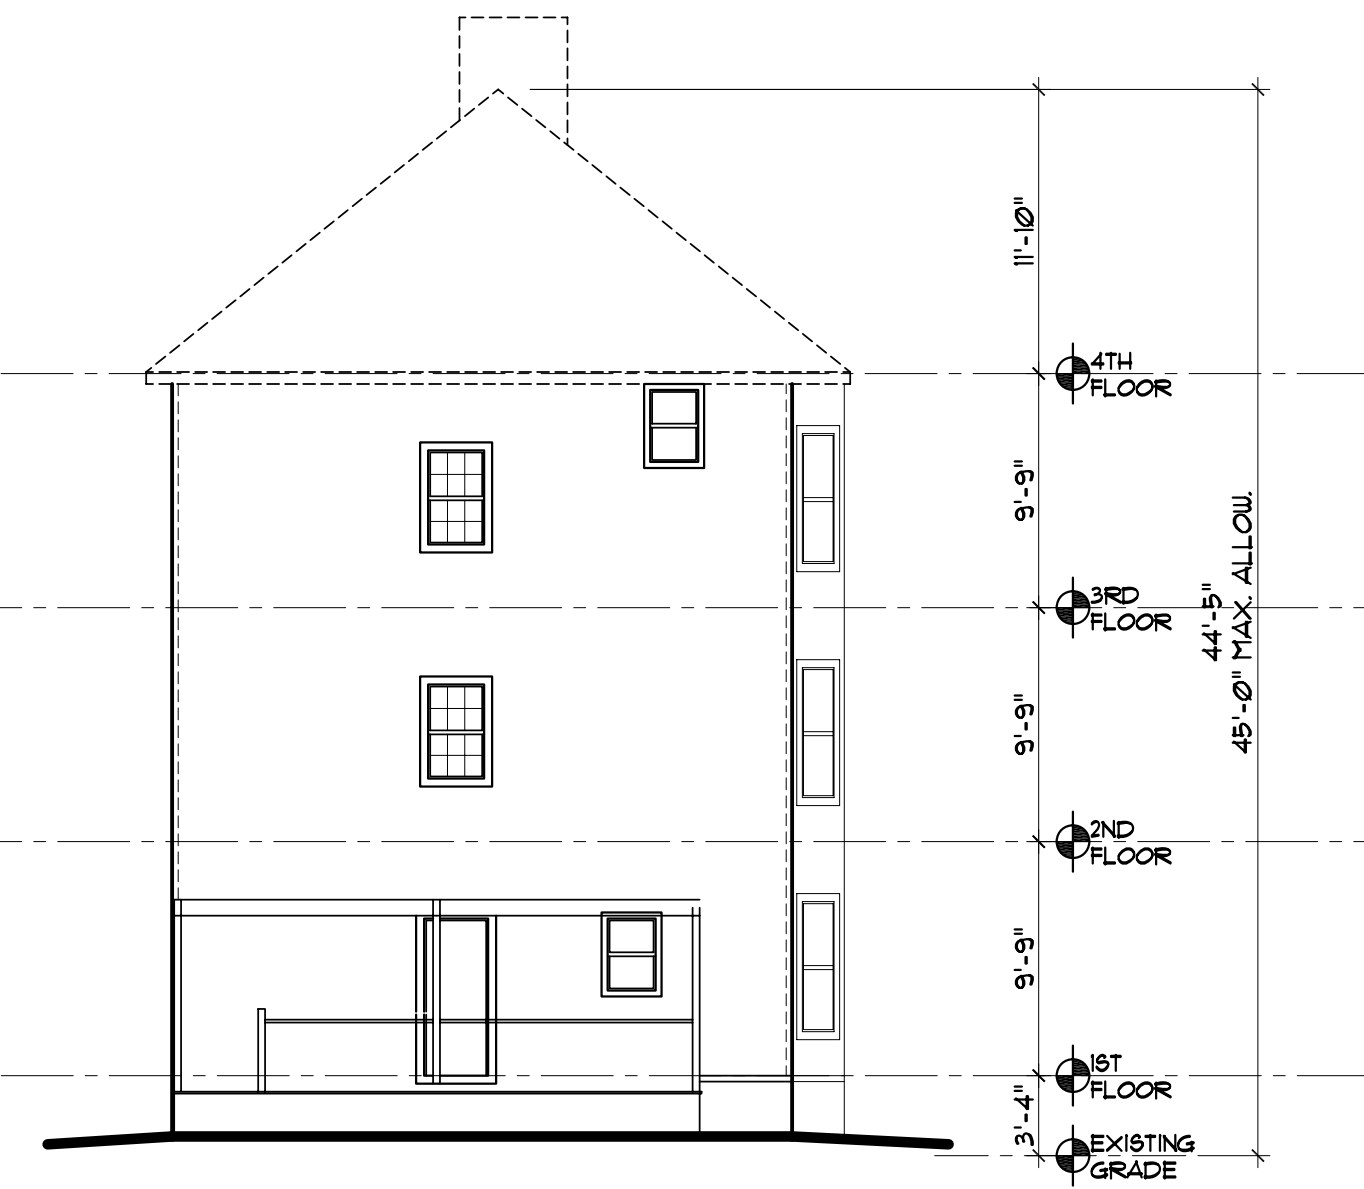 11'-10"
4TH
FLOOR
9'-9"
3RD
FLOOR
44'-5"
45'-0" MAX. ALLOW.
9'-9"
2ND
FLOOR
9'-9"
1ST
FLOOR
3'-4"
EXISTING
GRADE